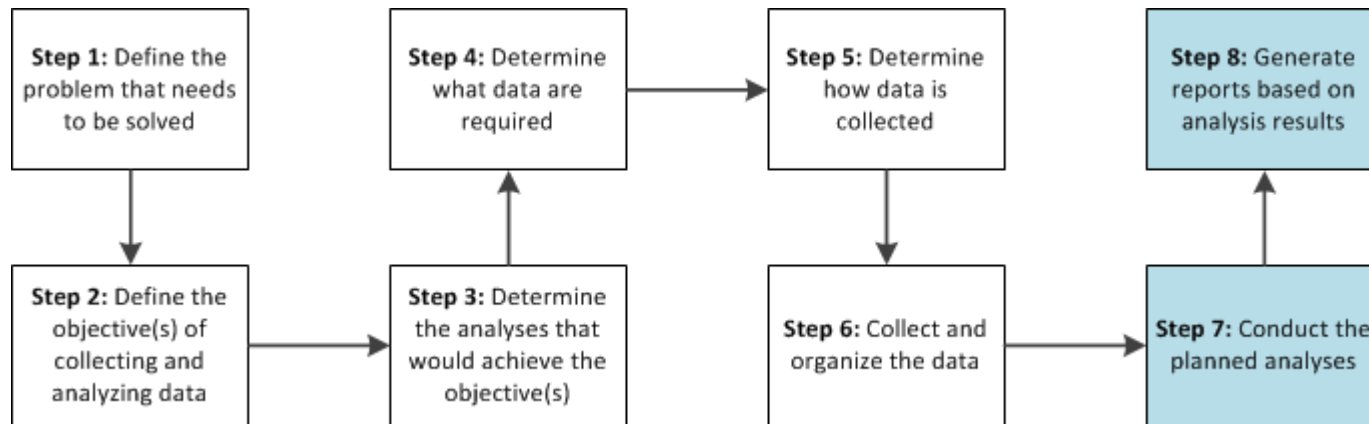 Step 1: Define the
problem that needs
to be solved
Step 2: Define the
objective(s) of
collecting and
analyzing data
Step 3: Determine
the analyses that
would achieve the
objective(s)
Step 4: Determine
what data are
required
Step 5: Determine
how data is
collected
Step 6: Collect and
organize the data
Step 7: Conduct the
planned analyses
Step 8: Generate
reports based on
analysis results